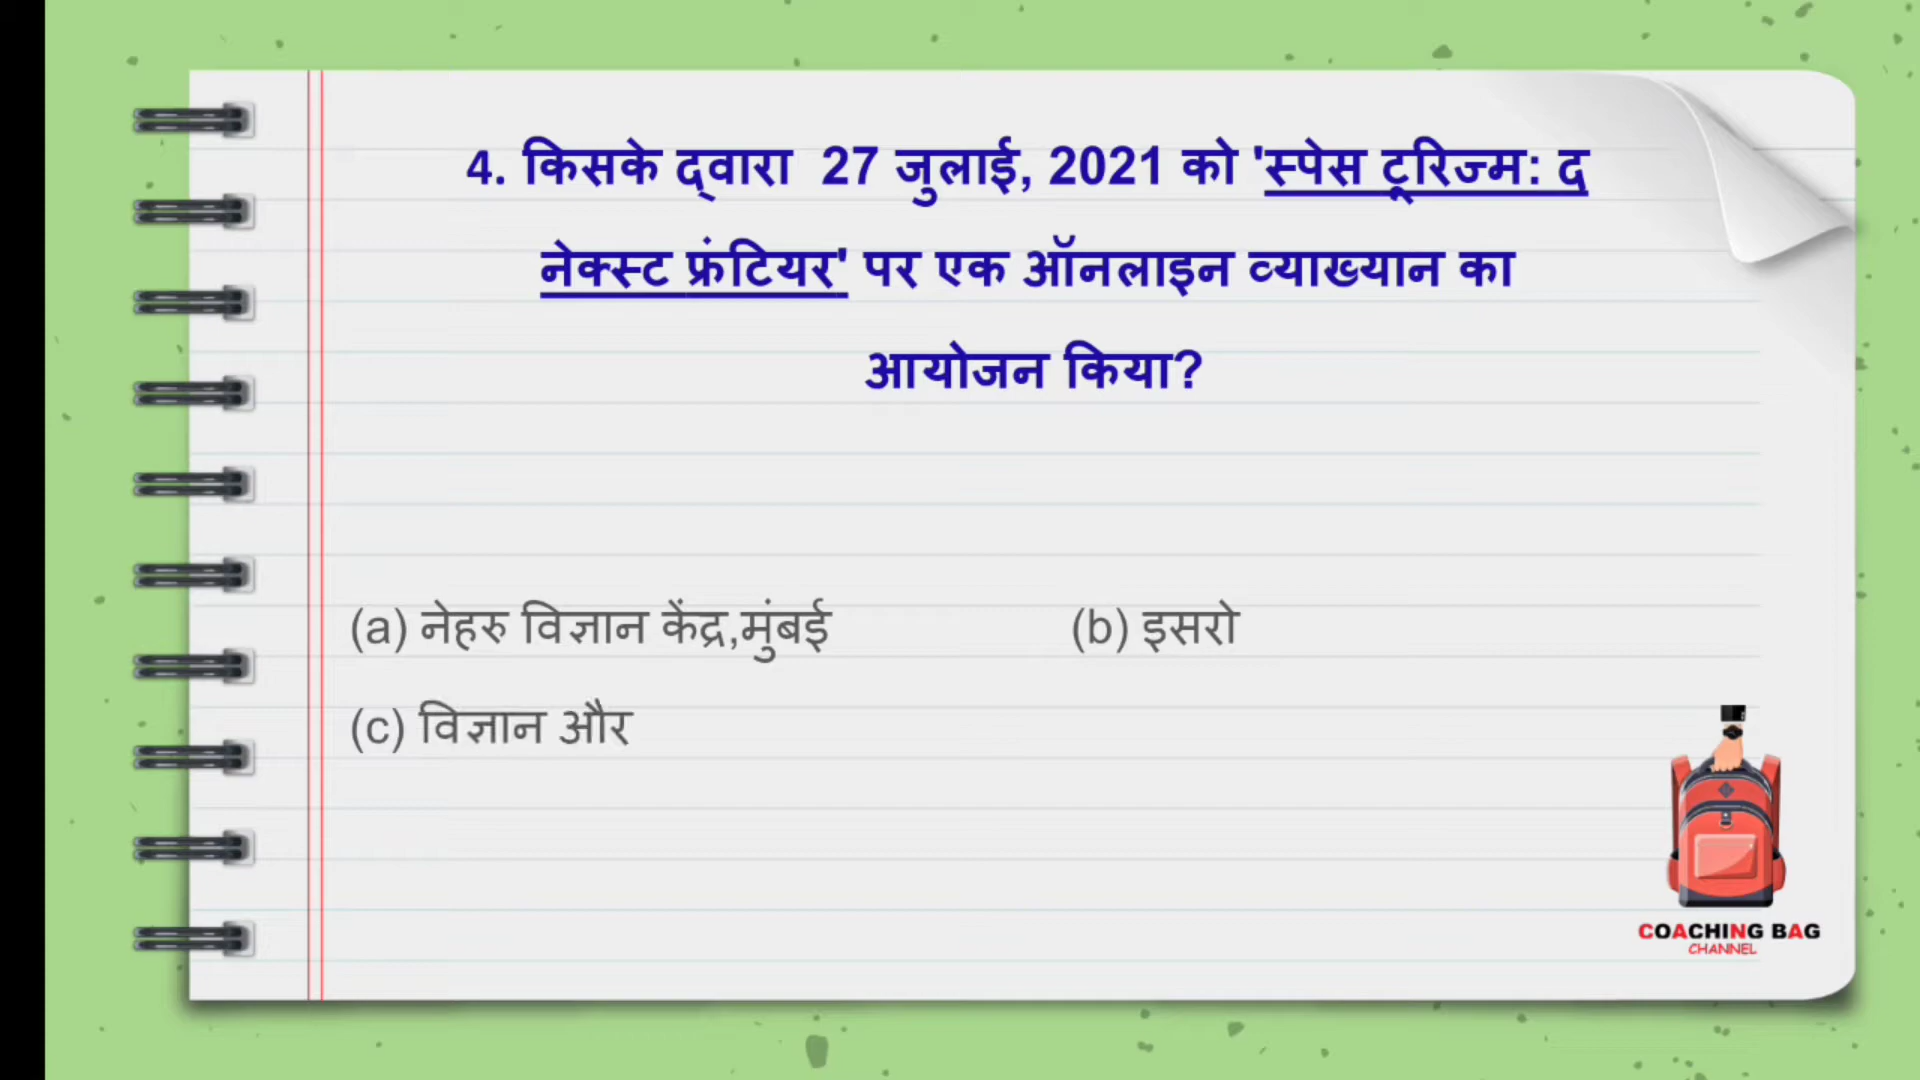 4. किसके द्वारा 27 जुलाई, 2021 को 'स्पेस टूरिज्म: द
नेक्स्ट फ्रंटियर' पर एक ऑनलाइन व्याख्यान का
आयोजन किया?
(a) नेहरु विज्ञान केंद्र,मुंबई (b) इसरो
(c) विज्ञान और
COACHING BAG
CHANNEL